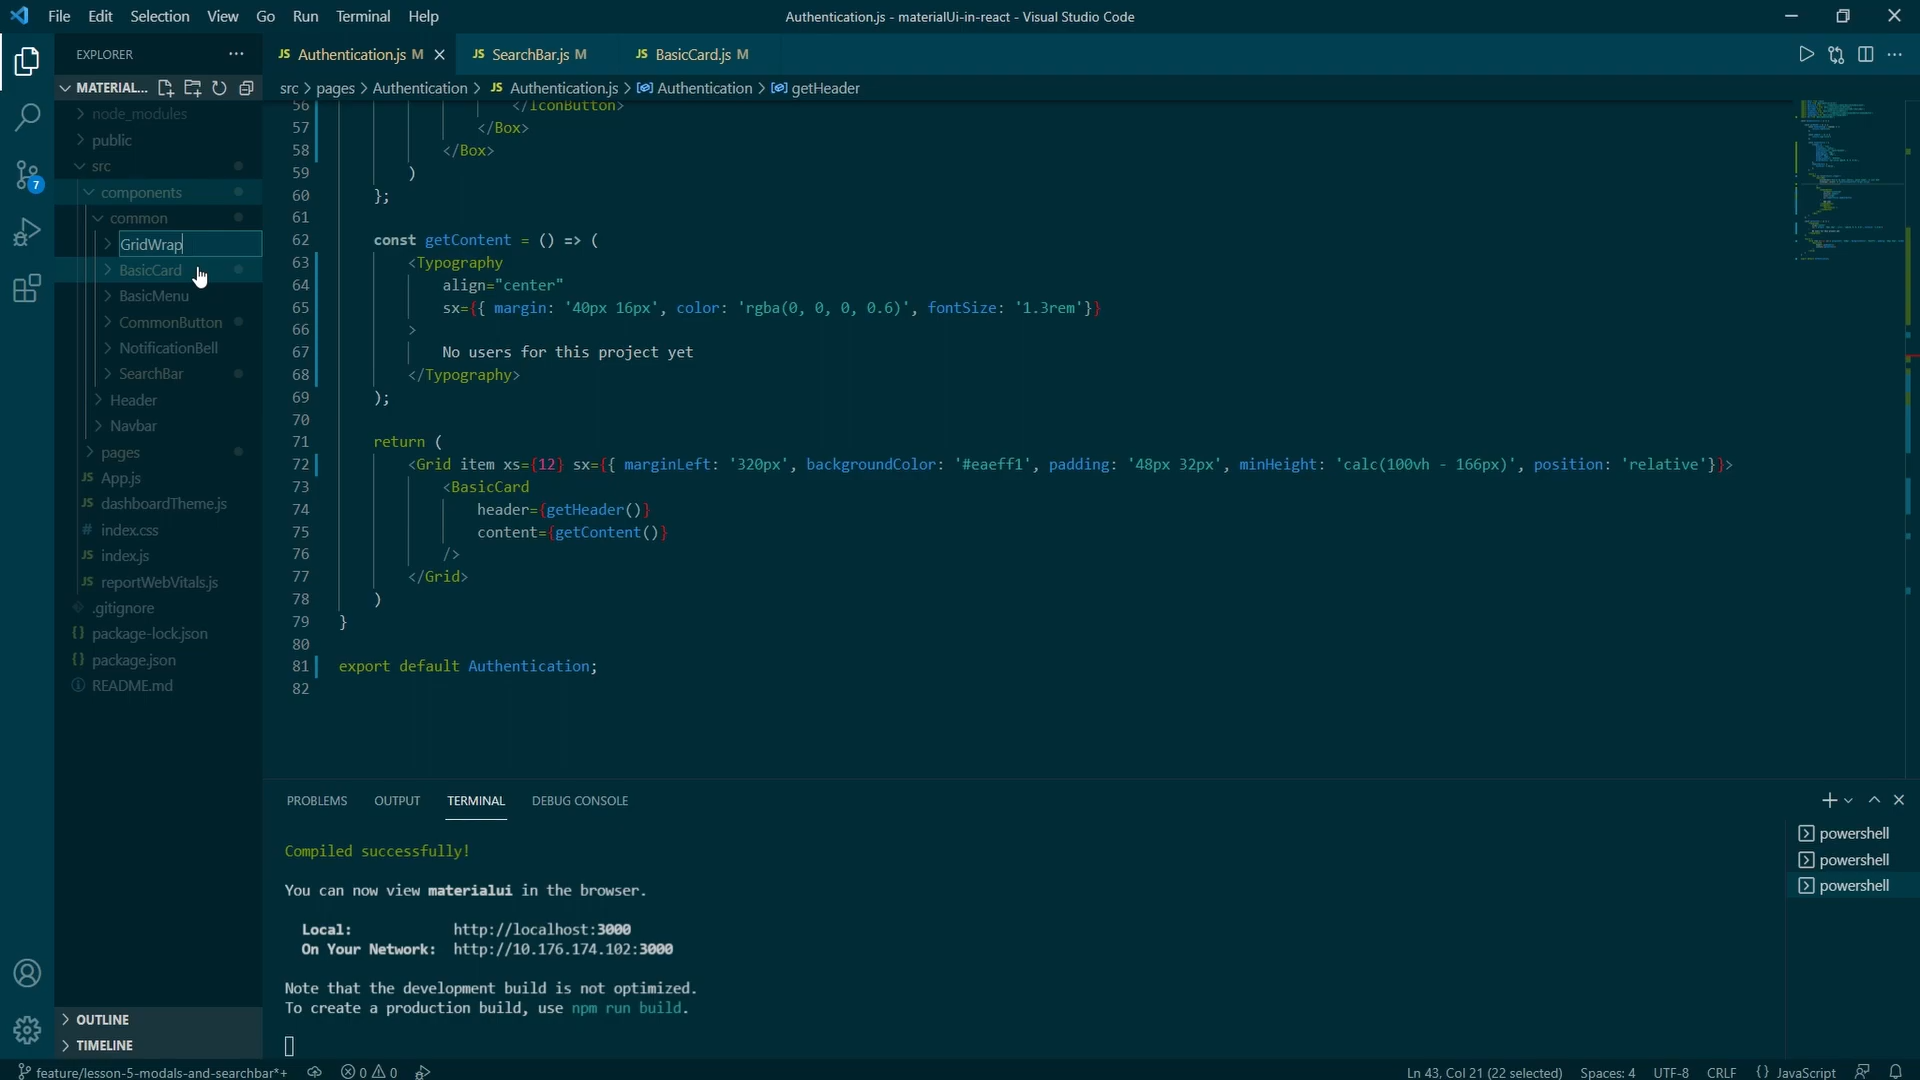 File Edit Selection View Go Run Terminal Help
Authentication.js - materialUi-in-react - Visual Studio Code
EXPLORER
JS Authentication.js M
JS SearchBar.js M
JS BasicCard.js M
MATERIAL...
src > pages > Authentication > JS Authentication.js > Authentication > getHeader
node_modules
public
src
components
common
GridWrap
BasicCard
BasicMenu
CommonButton
NotificationBell
SearchBar
Header
Navbar
pages
JS App.js
JS dashboardTheme.js
# index.css
JS index.js
JS reportWebVitals.js
.gitignore
{} package-lock.json
{} package.json
README.md
OUTLINE
TIMELINE
7
56 </IconButton>
57 </Box>
58 </Box>
59 )
60 };
61
62 const getContent = () => (
63 <Typography
64 align="center"
65 sx={{ margin: '40px 16px', color: 'rgba(0, 0, 0, 0.6)', fontSize: '1.3rem'}}
66 >
67 No users for this project yet
68 </Typography>
69 );
70
71 return (
72 <Grid item xs={12} sx={{ marginLeft: '320px', backgroundColor: '#eaeff1', padding: '48px 32px', minHeight: 'calc(100vh - 166px)', position: 'relative'}}>
73 <BasicCard
74 header={getHeader()}
75 content={getContent()}
76 />
77 </Grid>
78 )
79 }
80
81 export default Authentication;
82
PROBLEMS OUTPUT TERMINAL DEBUG CONSOLE
Compiled successfully!
You can now view materialui in the browser.
Local: http://localhost:3000
On Your Network: http://10.176.174.102:3000
Note that the development build is not optimized.
To create a production build, use npm run build.
powershell
powershell
powershell
feature/lesson-5-modals-and-searchbar*+ 0 0
Ln 43, Col 21 (22 selected) Spaces: 4 UTF-8 CRLF {} JavaScript